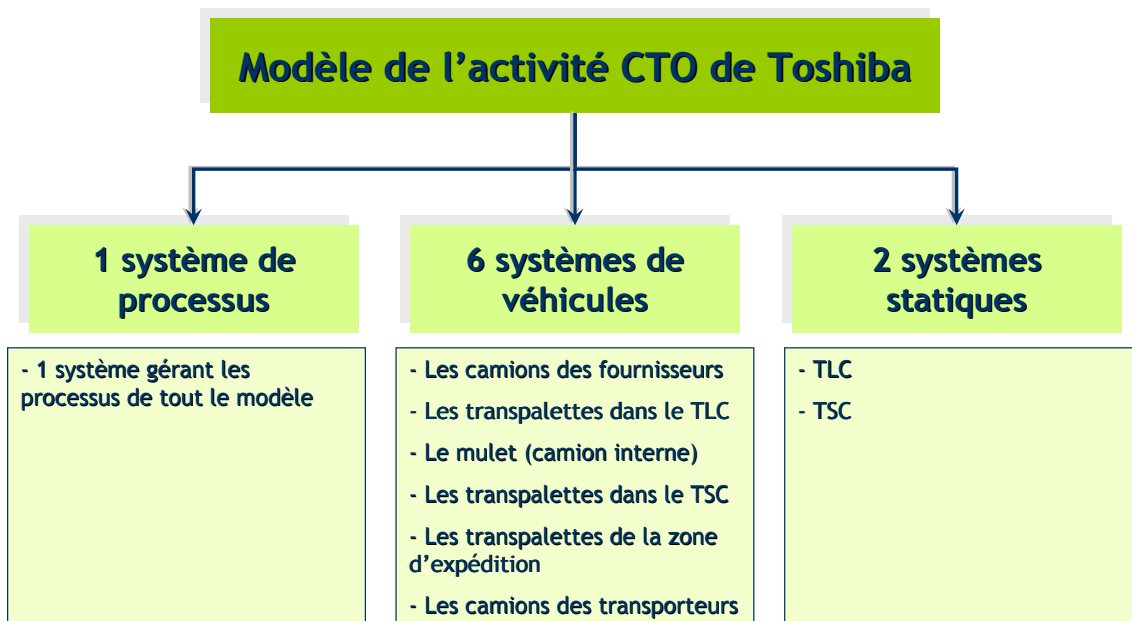 Modèle de l’activité CTO de Toshiba
1 système de
processus
6 systèmes de
véhicules
2 systèmes
statiques
- 1 système gérant les
processus de tout le modèle
- Les camions des fournisseurs
- Les transpalettes dans le TLC
- Le mulet (camion interne)
- Les transpalettes dans le TSC
- Les transpalettes de la zone
d’expédition
- Les camions des transporteurs
- TLC
- TSC